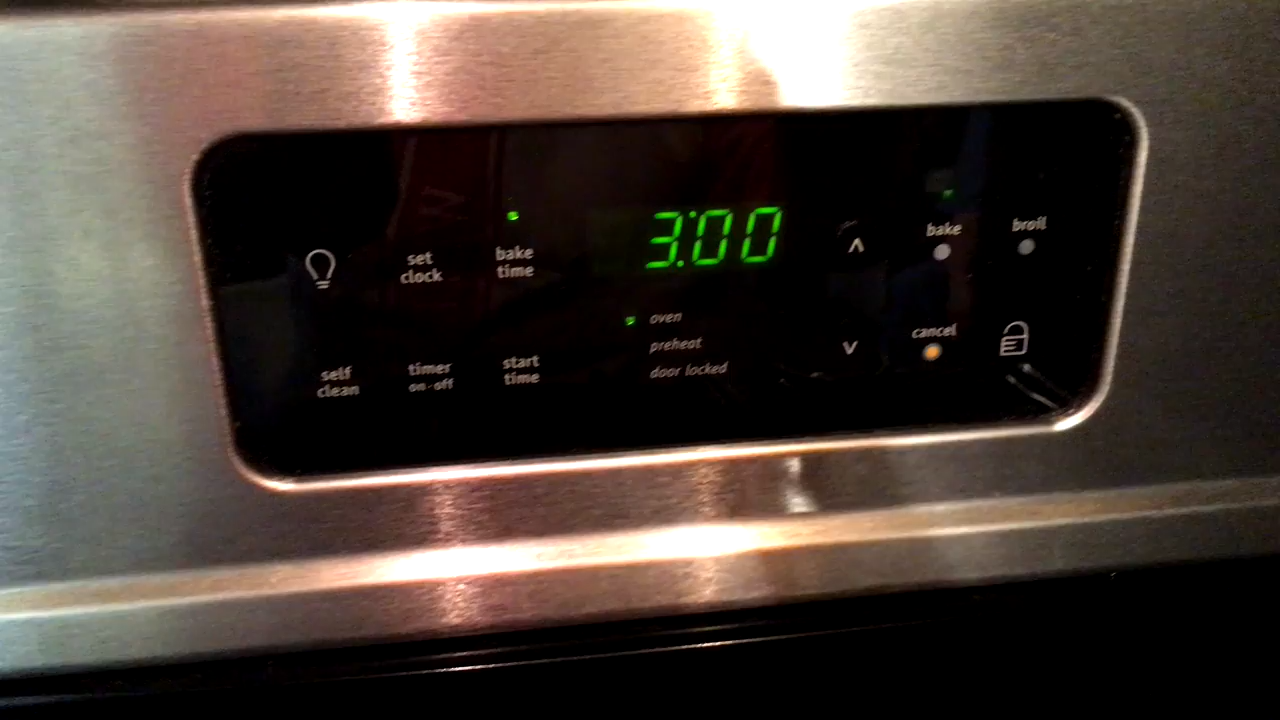 set
clock
bake
time
3:00
bake
broil
oven
preheat
door locked
cancel
self
clean
timer
on-off
start
time